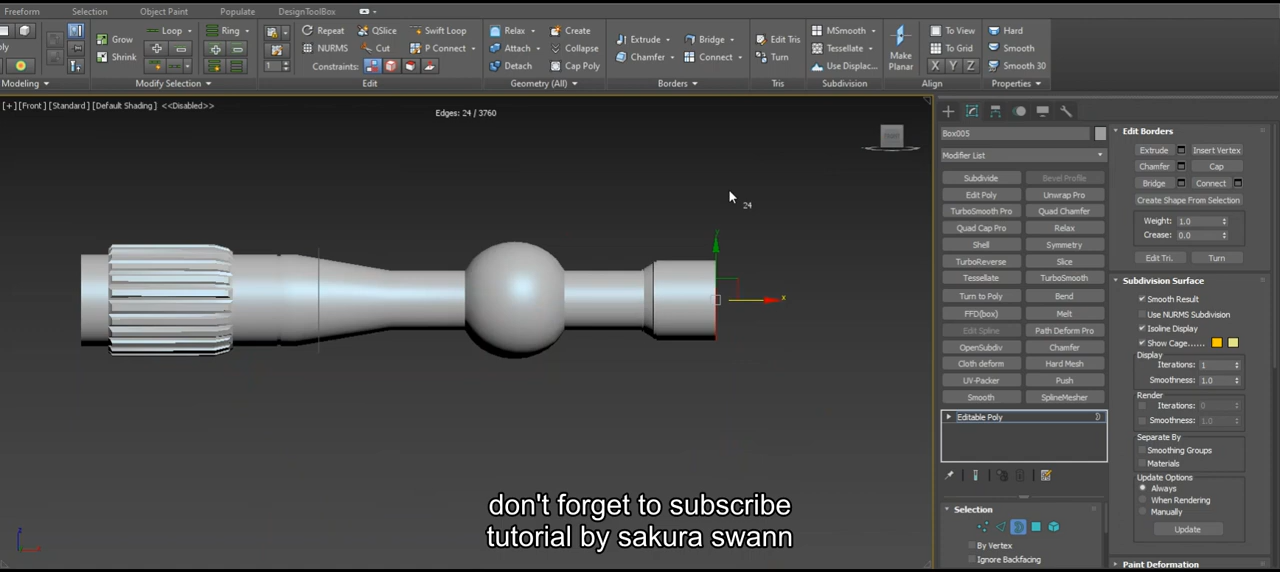 Freeform Selection Object Paint Populate DesignToolBox
Loop Ring Repeat QSlice Swift Loop Relax Create Extrude Bridge Edit Tris MSmooth To View Hard
Grow NURMS Cut P Connect Attach Collapse Turn Tessellate Make Planar To Grid Smooth
Shrink 1 Constraints: Detach Cap Poly Chamfer Connect Use Displac... X Y Z Smooth 30
Modeling Modify Selection Edit Geometry (All) Borders Tris Subdivision Align Properties
[+] [Front] [Standard] [Default Shading] <<Disabled>>
Edges: 24 / 3760
24
x
don't forget to subscribe
tutorial by sakura swann
Box005
Modifier List
Subdivide Bevel Profile
Edit Poly Unwrap Pro
TurboSmooth Pro Quad Chamfer
Quad Cap Pro Relax
Shell Symmetry
TurboReverse Slice
Tessellate TurboSmooth
Turn to Poly Bend
FFD(box) Melt
Edit Spline Path Deform Pro
OpenSubdiv Chamfer
Cloth deform Hard Mesh
UV-Packer Push
Smooth SplineMesher
Editable Poly
Selection
By Vertex
Ignore Backfacing
Edit Borders
Extrude Insert Vertex
Chamfer Cap
Bridge Connect
Create Shape From Selection
Weight: 1.0
Crease: 0.0
Edit Tri. Turn
Subdivision Surface
Smooth Result
Use NURMS Subdivision
Isoline Display
Show Cage......
Display
Iterations: 1
Smoothness: 1.0
Render
Iterations: 0
Smoothness: 1.0
Separate By
Smoothing Groups
Materials
Update Options
Always
When Rendering
Manually
Update
Paint Deformation